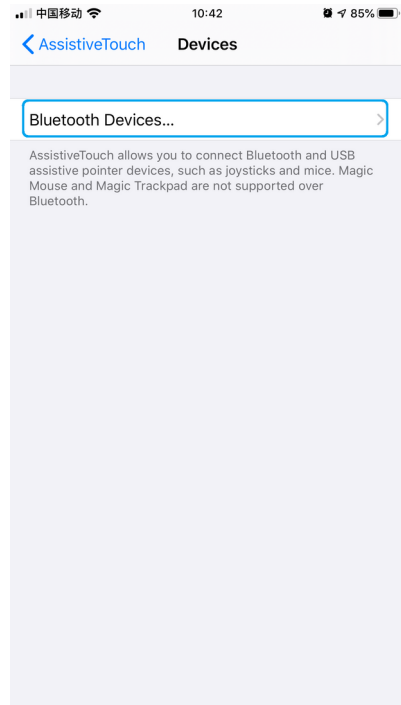 中国移动 10:42 85%
AssistiveTouch Devices
Bluetooth Devices...
AssistiveTouch allows you to connect Bluetooth and USB
assistive pointer devices, such as joysticks and mice. Magic
Mouse and Magic Trackpad are not supported over
Bluetooth.